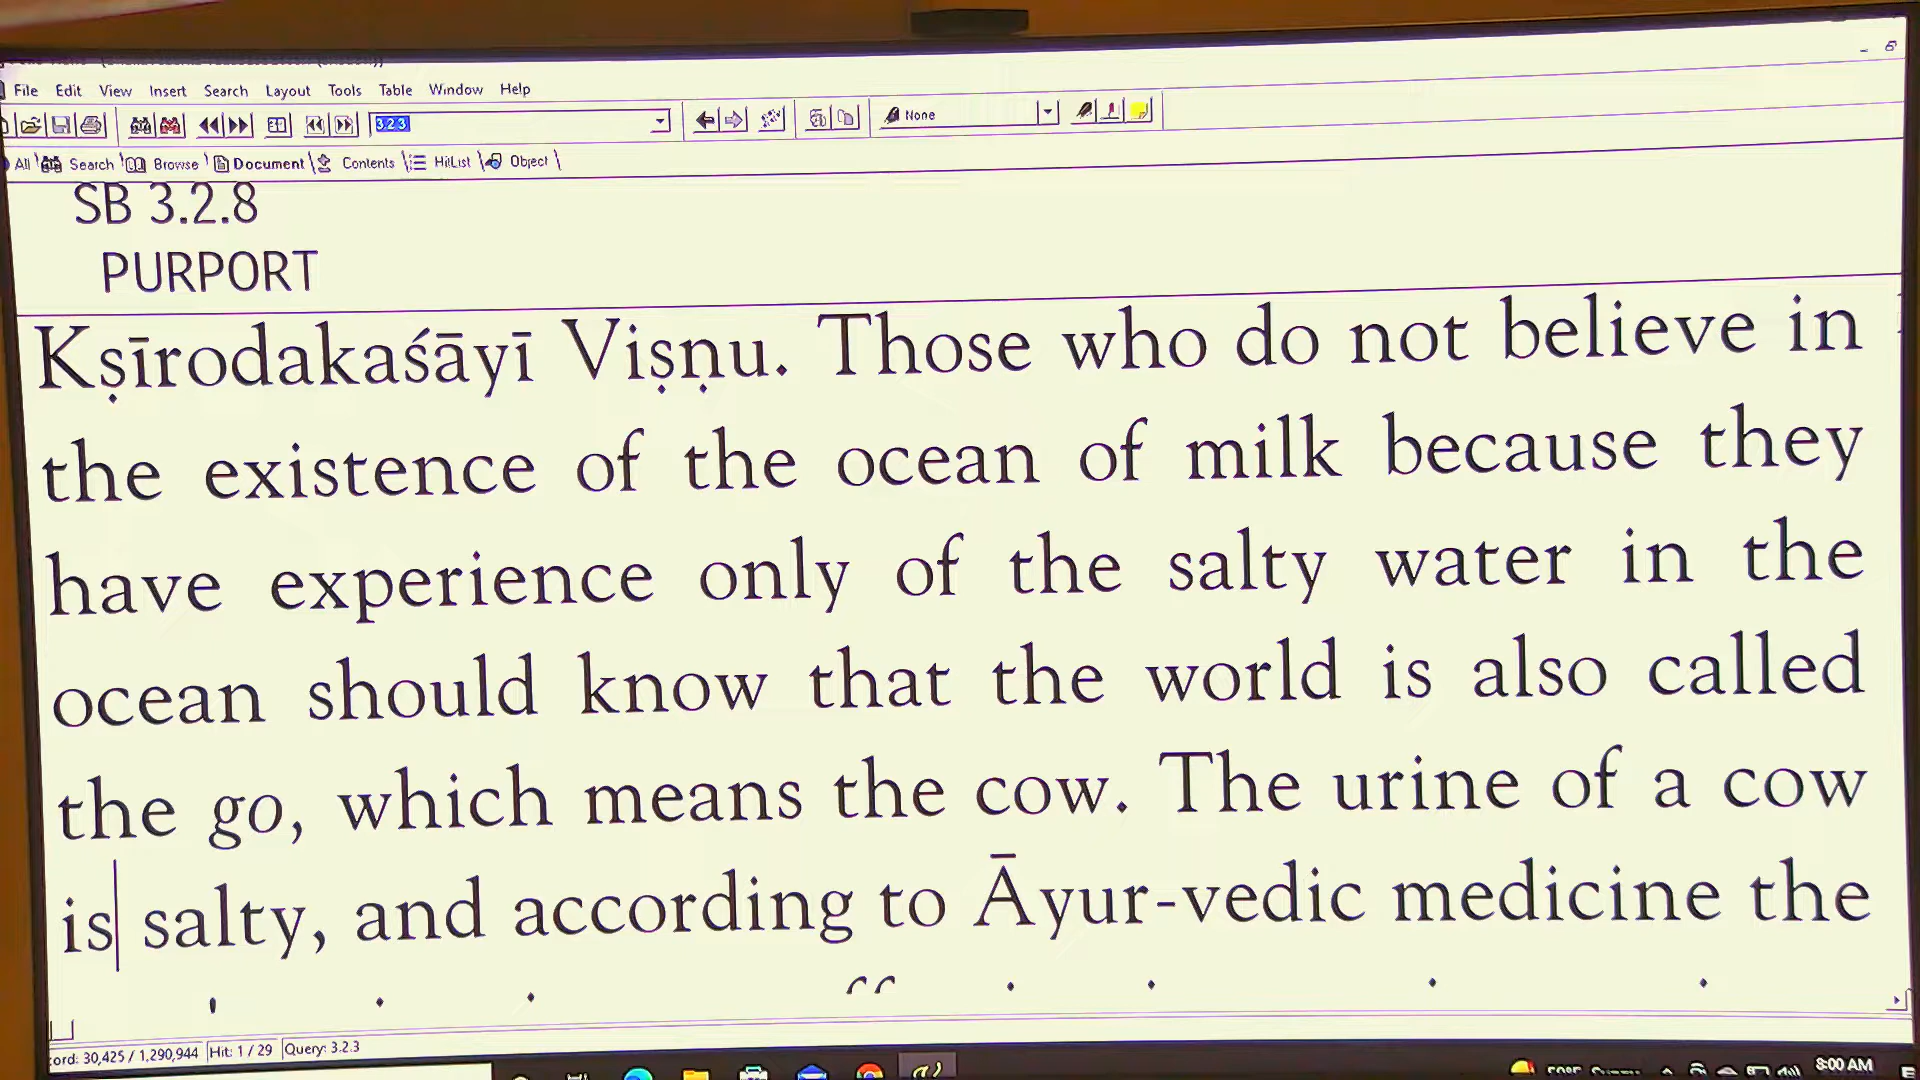 File Edit View Insert Search Layout Tools Table Window Help
3.2.3
None
All Search Browse Document Contents HitList Object
SB 3.2.8
PURPORT
Kṣīrodakaśāyī Viṣṇu. Those who do not believe in
the existence of the ocean of milk because they
have experience only of the salty water in the
ocean should know that the world is also called
the go, which means the cow. The urine of a cow
is salty, and according to Āyur-vedic medicine the
ord: 30,425 / 1,290,944 Hit: 1 / 29 Query: 3.2.3
8:00 AM